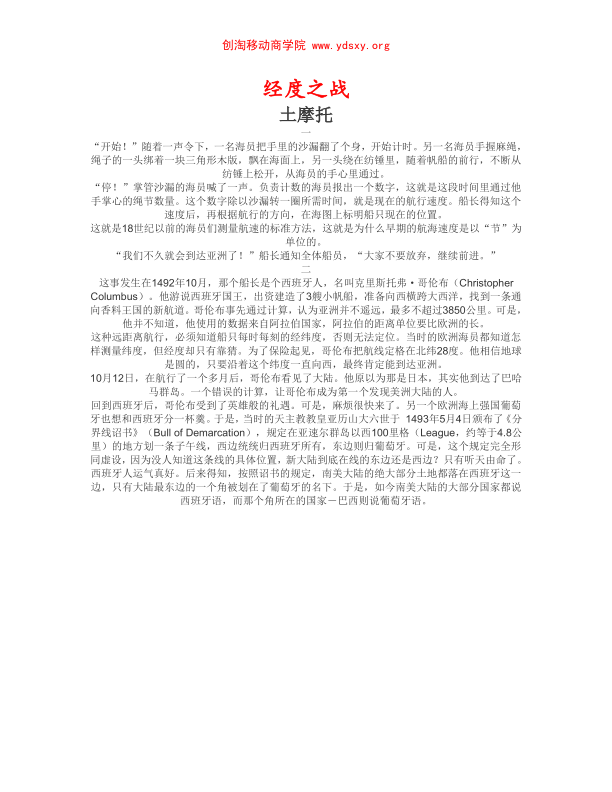 创淘移动商学院 www.ydsxy.org
经度之战
土摩托
一
“开始！”随着一声令下，一名海员把手里的沙漏翻了个身，开始计时。另一名海员手握麻绳，
绳子的一头绑着一块三角形木版，飘在海面上，另一头绕在纺锤里，随着帆船的前行，不断从
纺锤上松开，从海员的手心里通过。
“停！”掌管沙漏的海员喊了一声。负责计数的海员报出一个数字，这就是这段时间里通过他
手掌心的绳节数量。这个数字除以沙漏转一圈所需时间，就是现在的航行速度。船长得知这个
速度后，再根据航行的方向，在海图上标明船只现在的位置。
这就是18世纪以前的海员们测量航速的标准方法，这就是为什么早期的航海速度是以“节”为
单位的。
“我们不久就会到达亚洲了！”船长通知全体船员，“大家不要放弃，继续前进。”
二
这事发生在1492年10月，那个船长是个西班牙人，名叫克里斯托弗·哥伦布（Christopher
Columbus）。他游说西班牙国王，出资建造了3艘小帆船，准备向西横跨大西洋，找到一条通
向香料王国的新航道。哥伦布事先通过计算，认为亚洲并不遥远，最多不超过3850公里。可是，
他并不知道，他使用的数据来自阿拉伯国家，阿拉伯的距离单位要比欧洲的长。
这种远距离航行，必须知道船只每时每刻的经纬度，否则无法定位。当时的欧洲海员都知道怎
样测量纬度，但经度却只有靠猜。为了保险起见，哥伦布把航线定格在北纬28度。他相信地球
是圆的，只要沿着这个纬度一直向西，最终肯定能到达亚洲。
10月12日，在航行了一个多月后，哥伦布看见了大陆。他原以为那是日本，其实他到达了巴哈
马群岛。一个错误的计算，让哥伦布成为第一个发现美洲大陆的人。
回到西班牙后，哥伦布受到了英雄般的礼遇。可是，麻烦很快来了。另一个欧洲海上强国葡萄
牙也想和西班牙分一杯羹。于是，当时的天主教教皇亚历山大六世于 1493年5月4日颁布了《分
界线诏书》（Bull of Demarcation），规定在亚速尔群岛以西100里格（League，约等于4.8公
里）的地方划一条子午线，西边统统归西班牙所有，东边则归葡萄牙。可是，这个规定完全形
同虚设，因为没人知道这条线的具体位置，新大陆到底在线的东边还是西边？只有听天由命了。
西班牙人运气真好。后来得知，按照诏书的规定，南美大陆的绝大部分土地都落在西班牙这一
边，只有大陆最东边的一个角被划在了葡萄牙的名下。于是，如今南美大陆的大部分国家都说
西班牙语，而那个角所在的国家－巴西则说葡萄牙语。